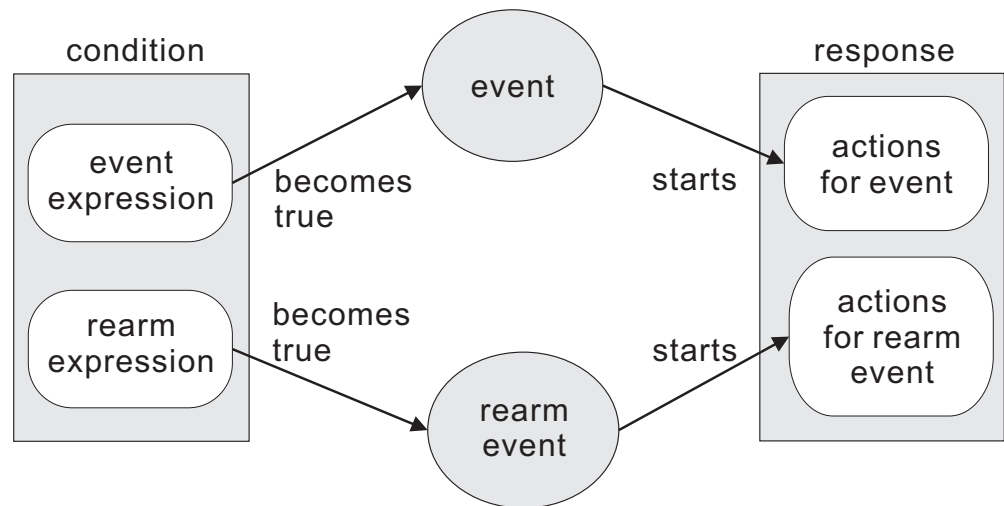 condition
event
expression
rearm
expression
becomes
true
becomes
true
event
rearm
event
starts
starts
response
actions
for event
actions
for rearm
event